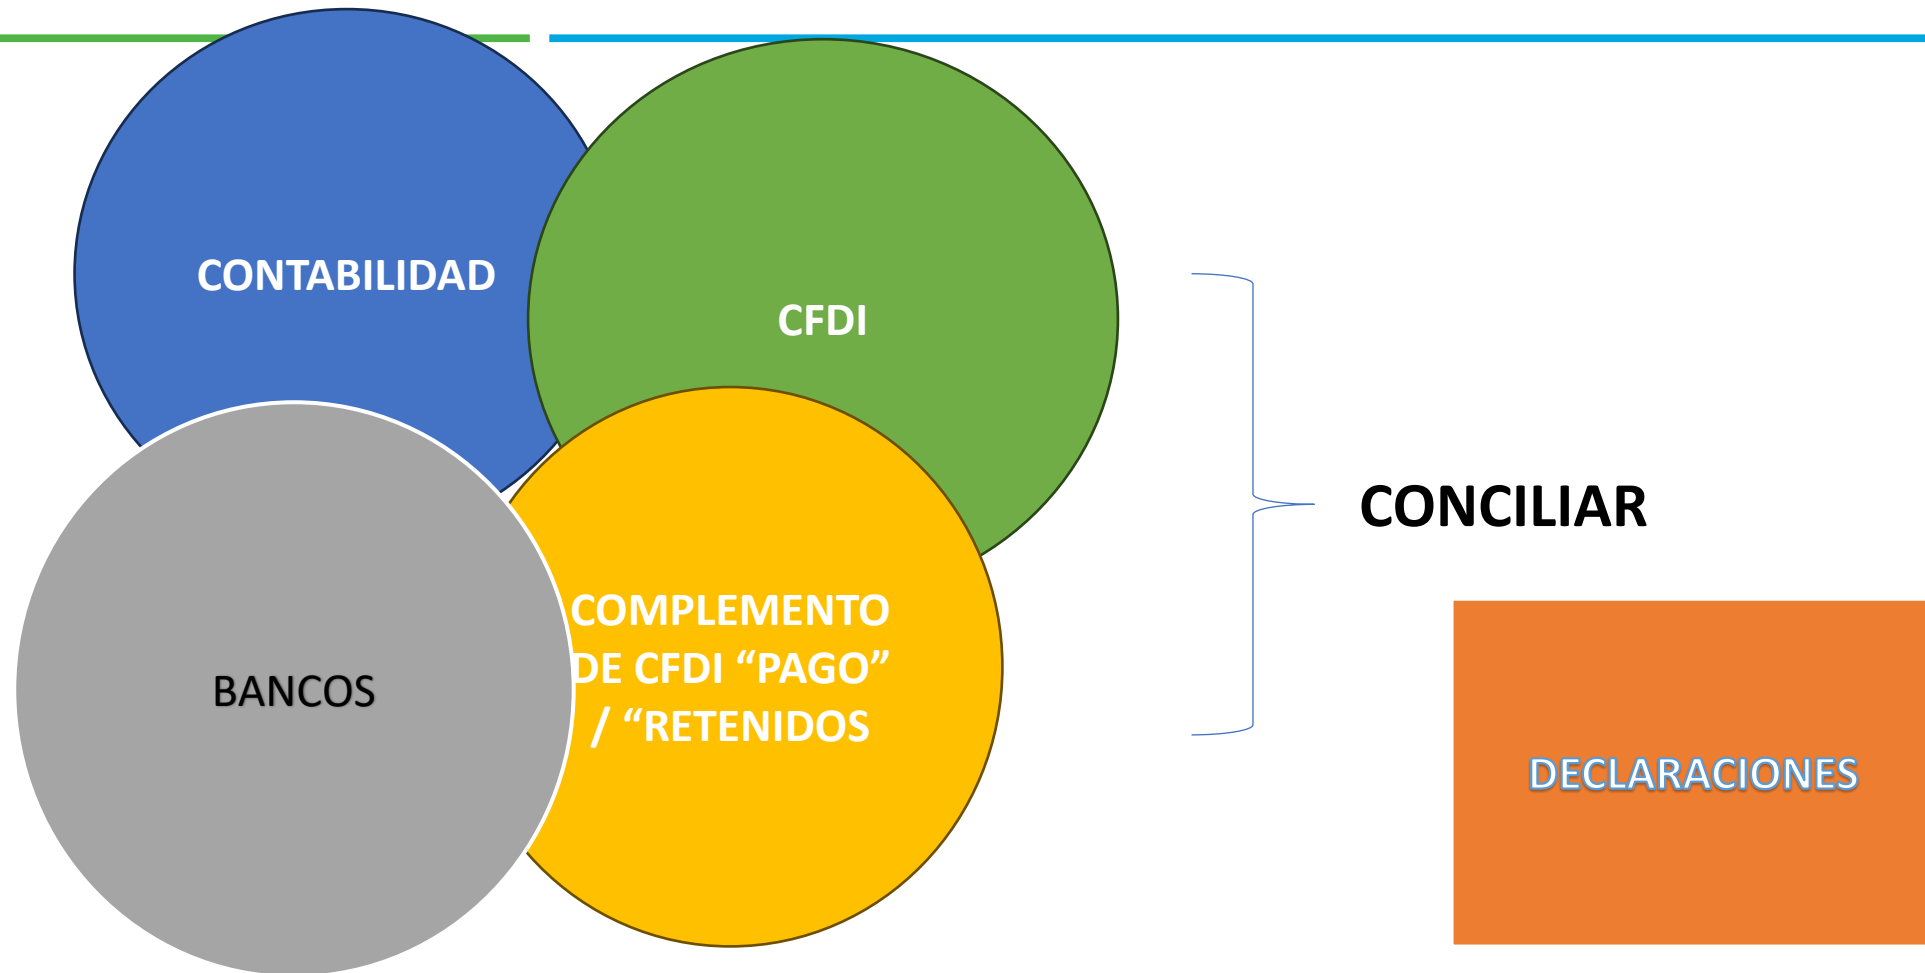 CONTABILIDAD
CFDI
COMPLEMENTO
DE CFDI “PAGO”
/ “RETENIDOS
BANCOS
CONCILIAR
DECLARACIONES